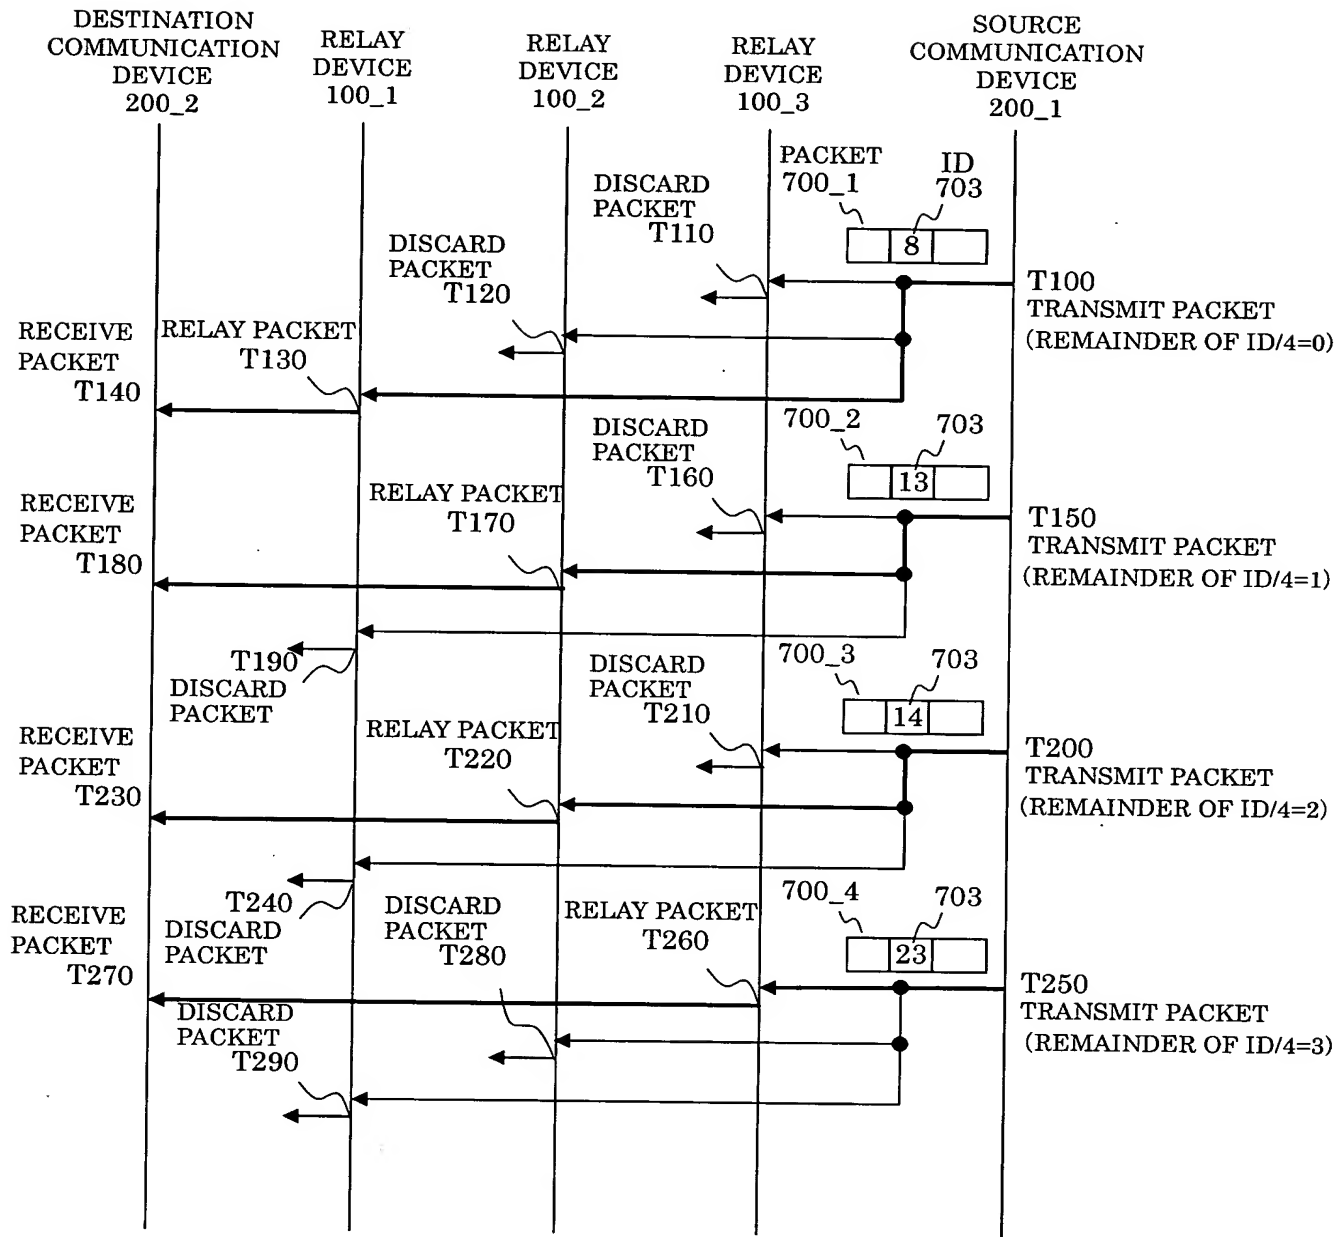 DESTINATION
COMMUNICATION
DEVICE
200_2
RELAY
DEVICE
100_1
RELAY
DEVICE
100_2
RELAY
DEVICE
100_3
SOURCE
COMMUNICATION
DEVICE
200_1
PACKET
700_1
ID
703
8
DISCARD
PACKET
T110
DISCARD
PACKET
T120
T100
TRANSMIT PACKET
(REMAINDER OF ID/4=0)
RELAY PACKET
T130
RECEIVE
PACKET
T140
700_2
703
13
DISCARD
PACKET
T160
RELAY PACKET
T170
RECEIVE
PACKET
T180
T150
TRANSMIT PACKET
(REMAINDER OF ID/4=1)
T190
DISCARD
PACKET
700_3
703
14
DISCARD
PACKET
T210
RELAY PACKET
T220
RECEIVE
PACKET
T230
T200
TRANSMIT PACKET
(REMAINDER OF ID/4=2)
T240
DISCARD
PACKET
700_4
703
23
RELAY PACKET
T260
DISCARD
PACKET
T280
RECEIVE
PACKET
T270
T250
TRANSMIT PACKET
(REMAINDER OF ID/4=3)
DISCARD
PACKET
T290